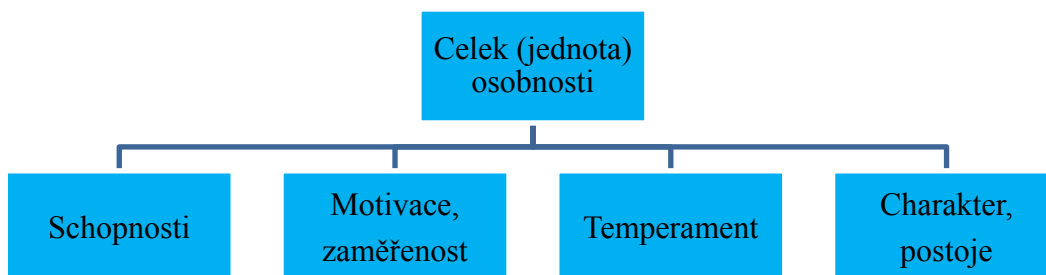 Celek (jednota)
osobnosti
Schopnosti
Motivace,
zaměřenost
Temperament
Charakter,
postoje